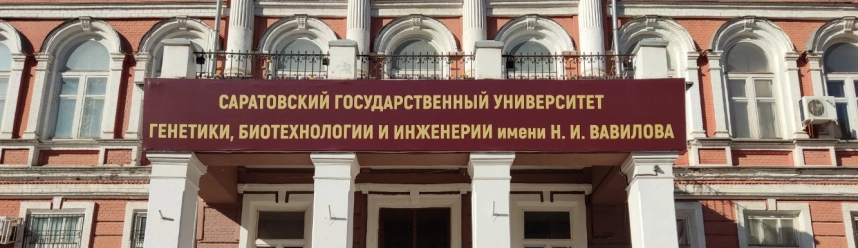 САРАТОВСКИЙ ГОСУДАРСТВЕННЫЙ УНИВЕРСИТЕТ
ГЕНЕТИКИ, БИОТЕХНОЛОГИИ И ИНЖЕНЕРИИ имени Н. И. ВАВИЛОВА